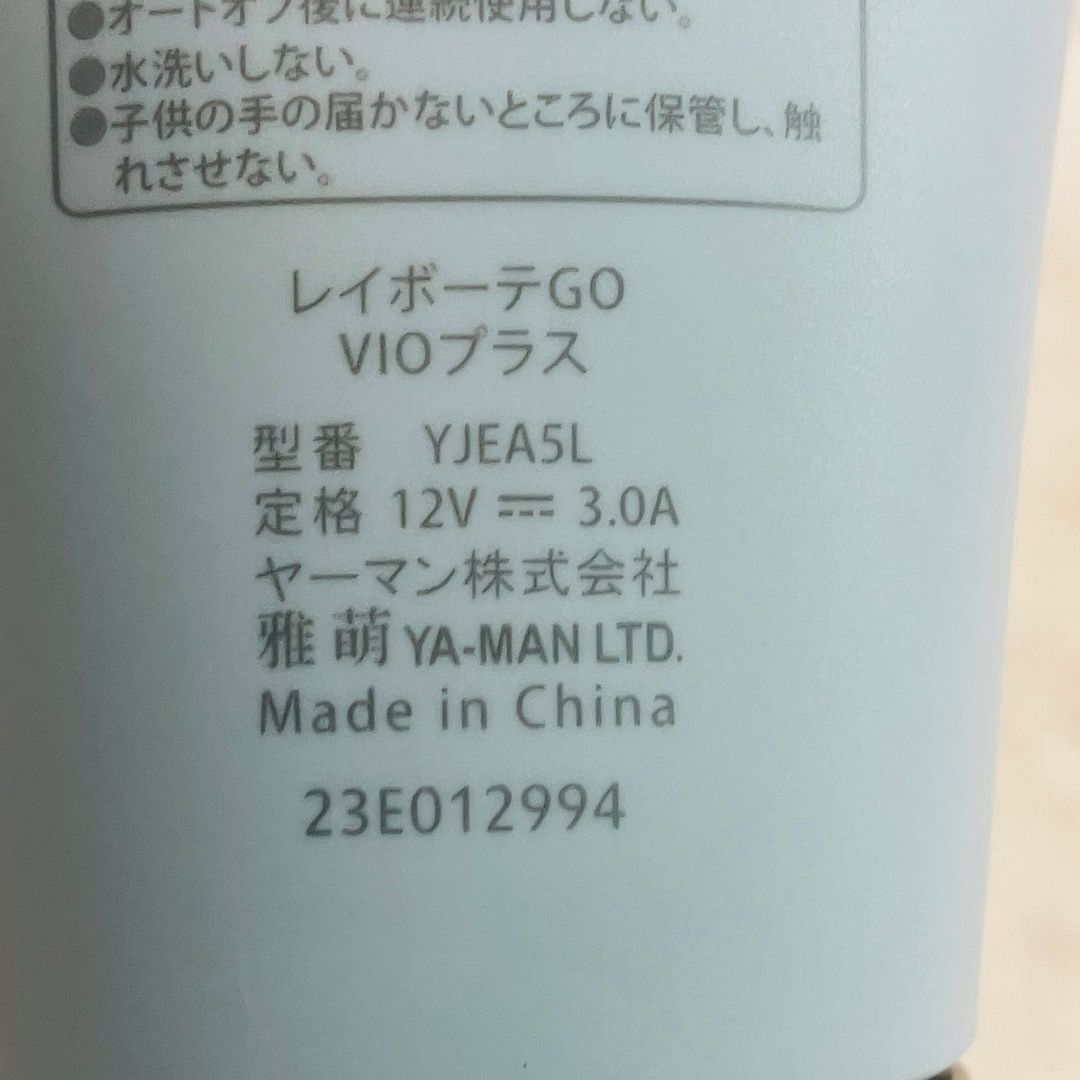 ●オートオフ後に連続使用しない。
●水洗いしない。
●子供の手の届かないところに保管し、触
れさせない。
レイボーテGO
VIOプラス
型番 YJEA5L
定格 12V ⎓ 3.0A
ヤーマン株式会社
雅萌 YA-MAN LTD.
Made in China
23E012994